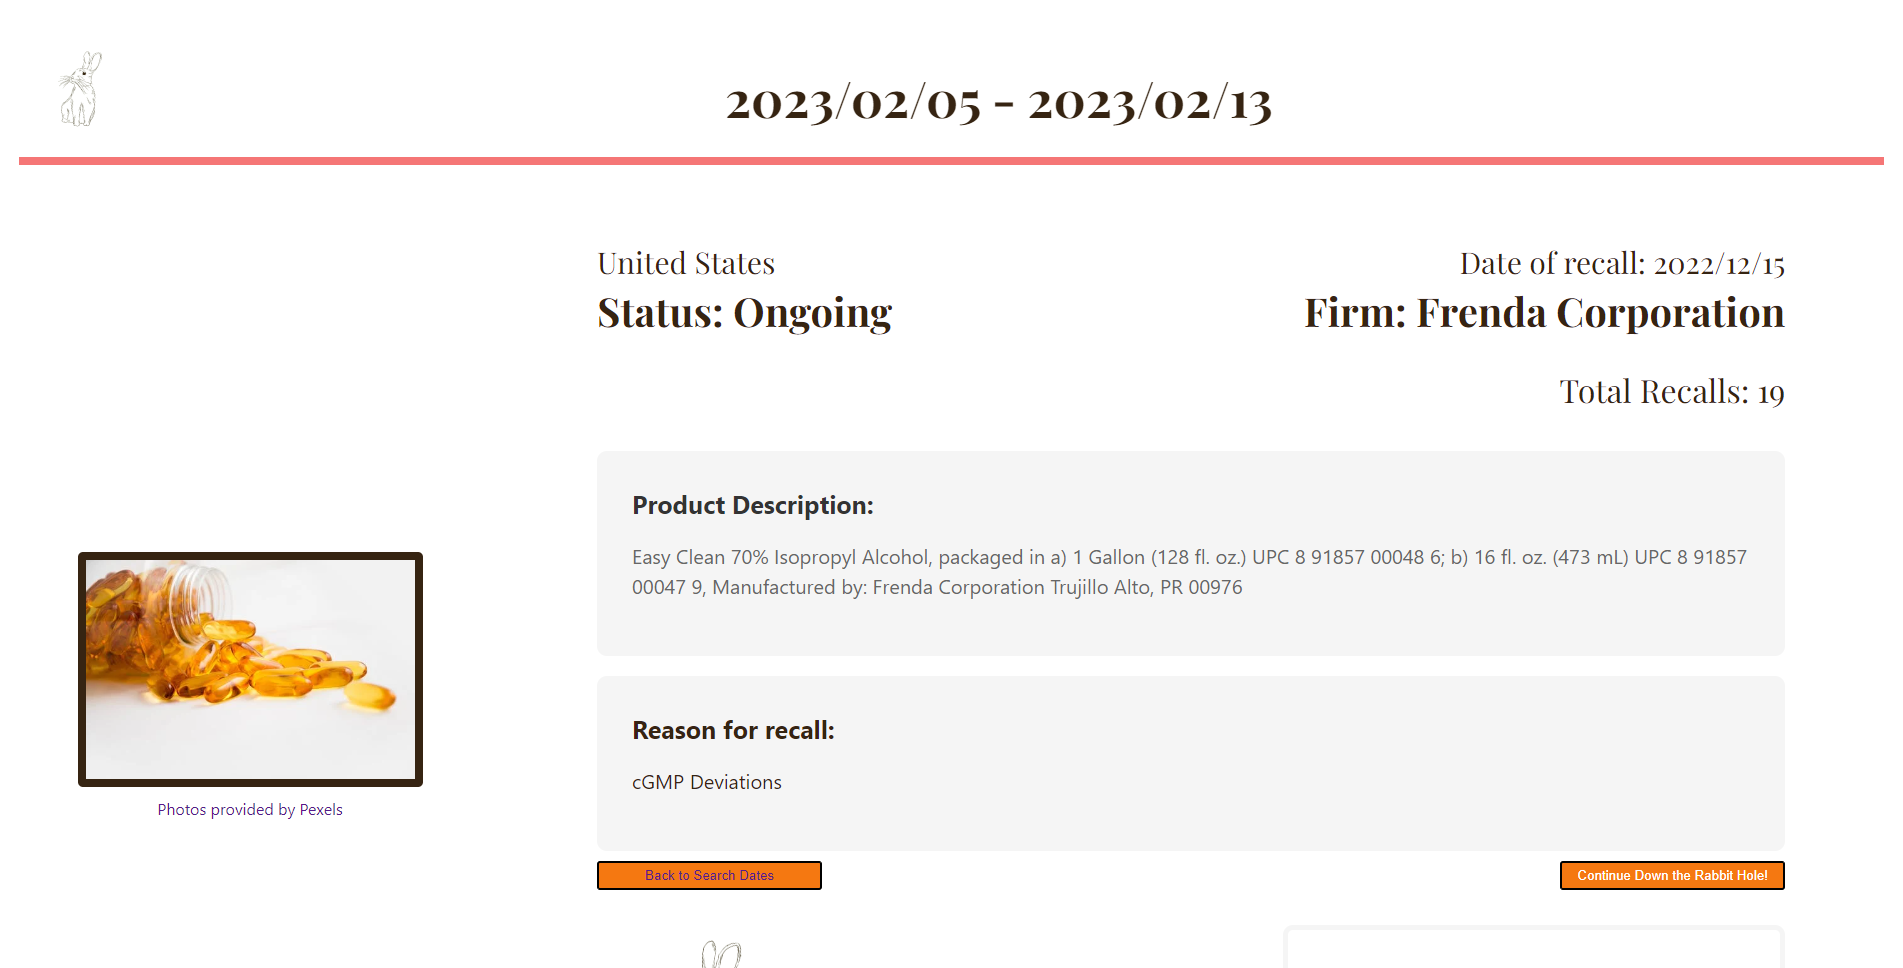 2023/02/05 - 2023/02/13
United States
Date of recall: 2022/12/15
Status: Ongoing
Firm: Frenda Corporation
Total Recalls: 19
Product Description:
Easy Clean 70% Isopropyl Alcohol, packaged in a) 1 Gallon (128 fl. oz.) UPC 8 91857 00048 6; b) 16 fl. oz. (473 mL) UPC 8 91857
00047 9, Manufactured by: Frenda Corporation Trujillo Alto, PR 00976
Reason for recall:
cGMP Deviations
Photos provided by Pexels
Back to Search Dates
Continue Down the Rabbit Hole!